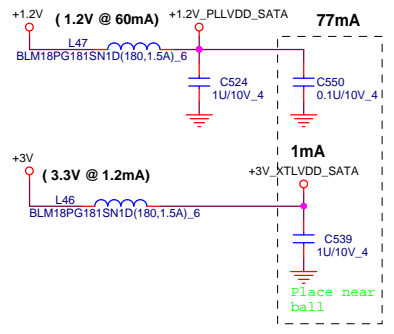 +1.2V ( 1.2V @ 60mA) +1.2V_PLLVDD_SATA 77mA
L47
BLM18PG181SN1D(180,1.5A)_6
C524 C550
1U/10V_4 0.1U/10V_4
1mA
+3V ( 3.3V @ 1.2mA) +3V_XTLVDD_SATA
L46
BLM18PG181SN1D(180,1.5A)_6
C539
1U/10V_4
Place near
ball